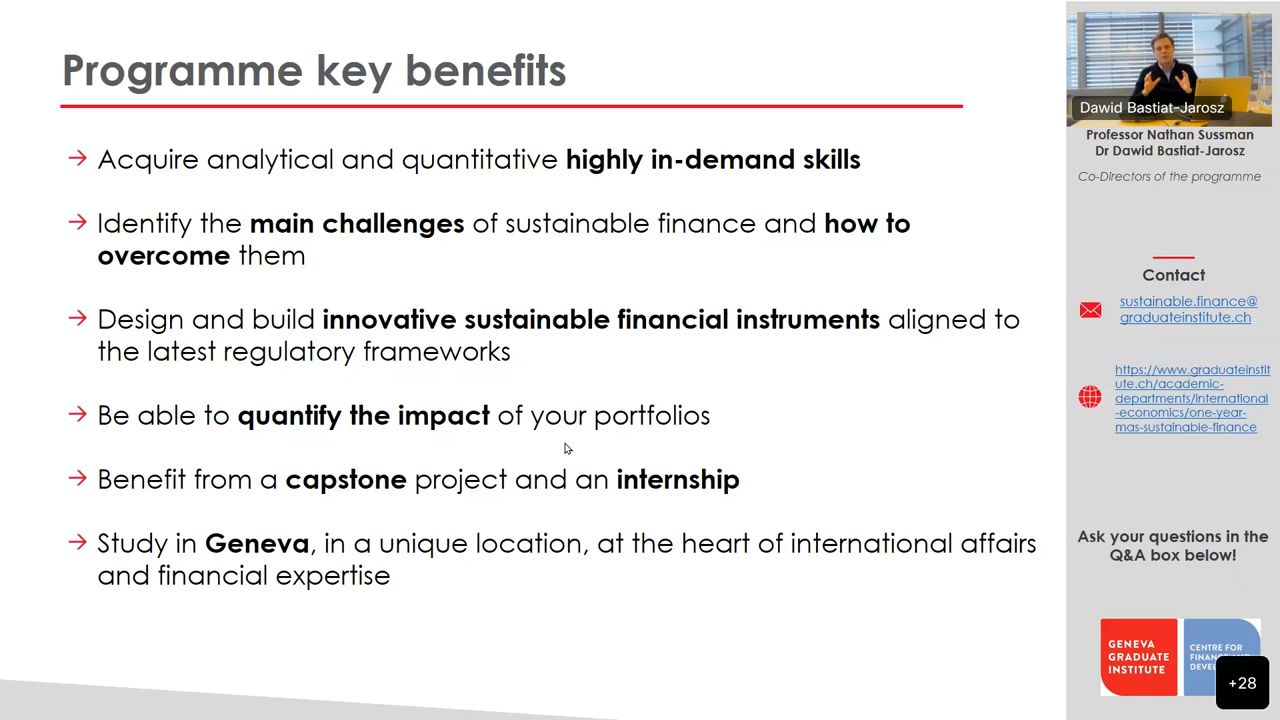 Programme key benefits
→ Acquire analytical and quantitative highly in-demand skills
→ Identify the main challenges of sustainable finance and how to
overcome them
→ Design and build innovative sustainable financial instruments aligned to
the latest regulatory frameworks
→ Be able to quantify the impact of your portfolios
→ Benefit from a capstone project and an internship
→ Study in Geneva, in a unique location, at the heart of international affairs
and financial expertise
Dawid Bastiat-Jarosz
Professor Nathan Sussman
Dr Dawid Bastiat-Jarosz
Co-Directors of the programme
Contact
sustainable.finance@
graduateinstitute.ch
https://www.graduateinstit
ute.ch/academic-
departments/international
-economics/one-year-
mas-sustainable-finance
Ask your questions in the
Q&A box below!
GENEVA
GRADUATE
INSTITUTE
CENTRE FOR
+28